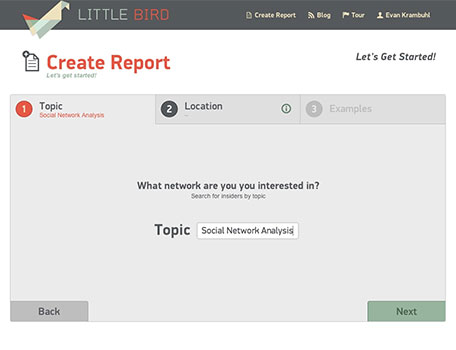 LITTLE BIRD
Create Report Blog Tour Evan Krambuhl
Create Report
Let's get started!
Let's Get Started!
1 Topic
Social Network Analysis
2 Location
--
3 Examples
What network are you you interested in?
Search for insiders by topic
Topic Social Network Analysis
Back
Next